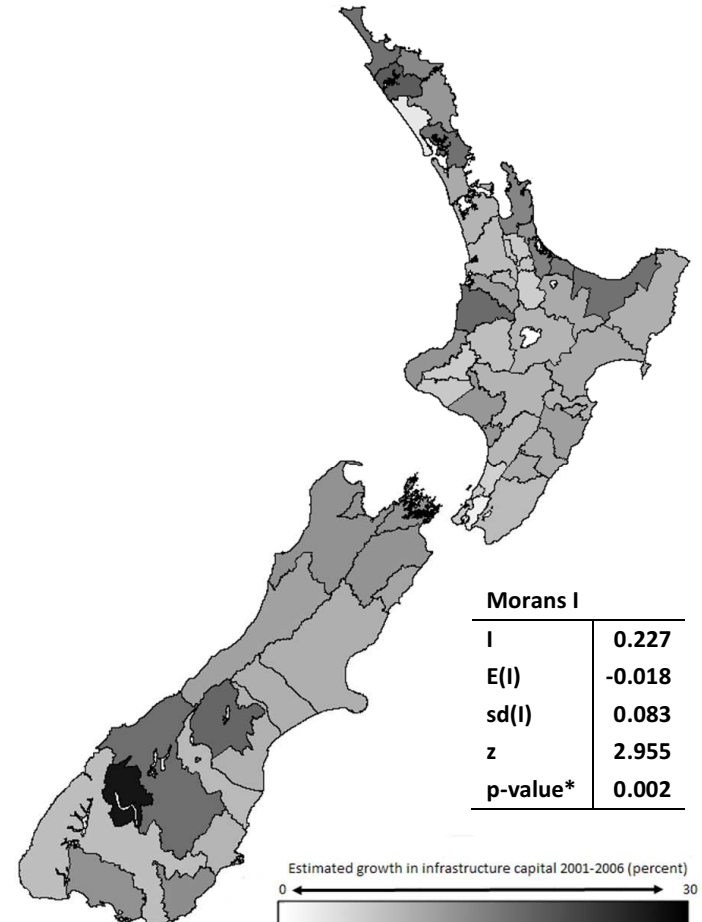 Morans I
I 0.227
E(I) -0.018
sd(I) 0.083
z 2.955
p-value* 0.002
Estimated growth in infrastructure capital 2001-2006 (percent)
0 30